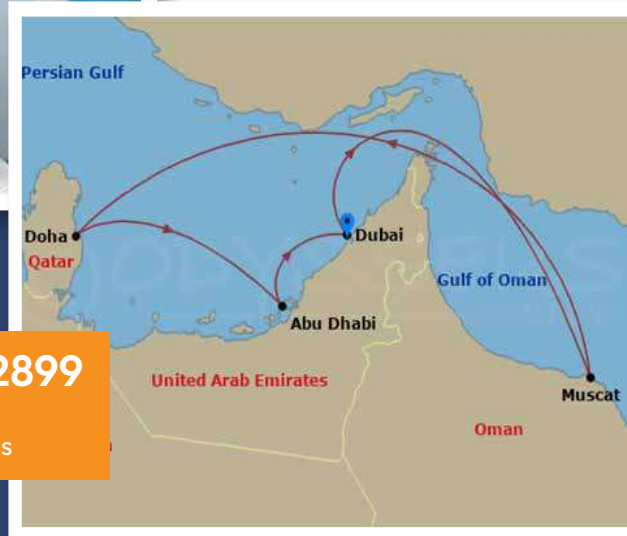 Persian Gulf
Doha
Qatar
Dubai
Gulf of Oman
Abu Dhabi
2899
United Arab Emirates
Muscat
s
Oman